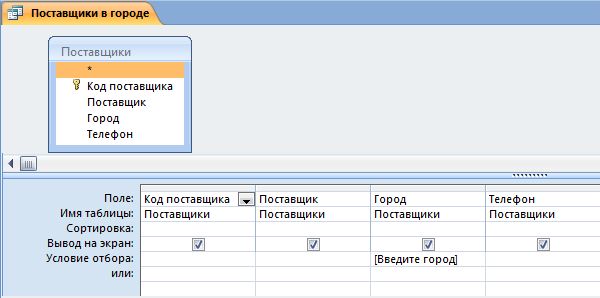 Поставщики в городе
Поставщики
*
Код поставщика
Поставщик
Город
Телефон
Поле: Код поставщика Поставщик Город Телефон
Имя таблицы: Поставщики Поставщики Поставщики Поставщики
Сортировка:
Вывод на экран:
Условие отбора: [Введите город]
или: